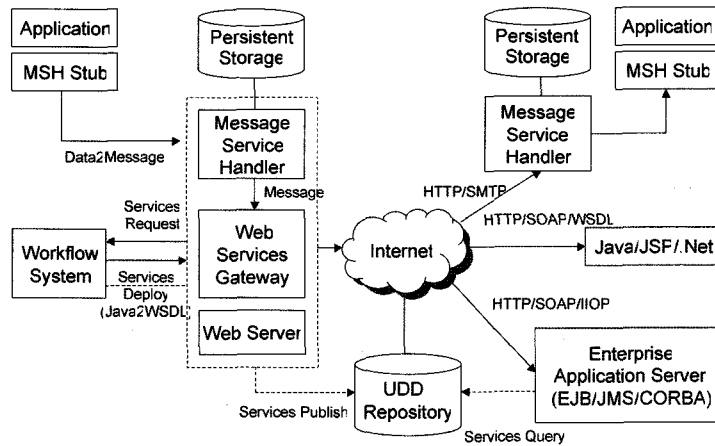 Application
MSH Stub
Persistent
Storage
Persistent
Storage
Application
MSH Stub
Message
Service
Handler
Message
Service
Handler
Data2Message
Message
HTTP/SMTP
Services
Request
Workflow
System
Services
Deploy
(Java2WSDL)
Web
Services
Gateway
Web Server
Internet
HTTP/SOAP/WSDL
Java/JSP/.Net
HTTP/SOAP/IIOP
Enterprise
Application Server
(EJB/JMS/CORBA)
UDD
Repository
Services Publish
Services Query